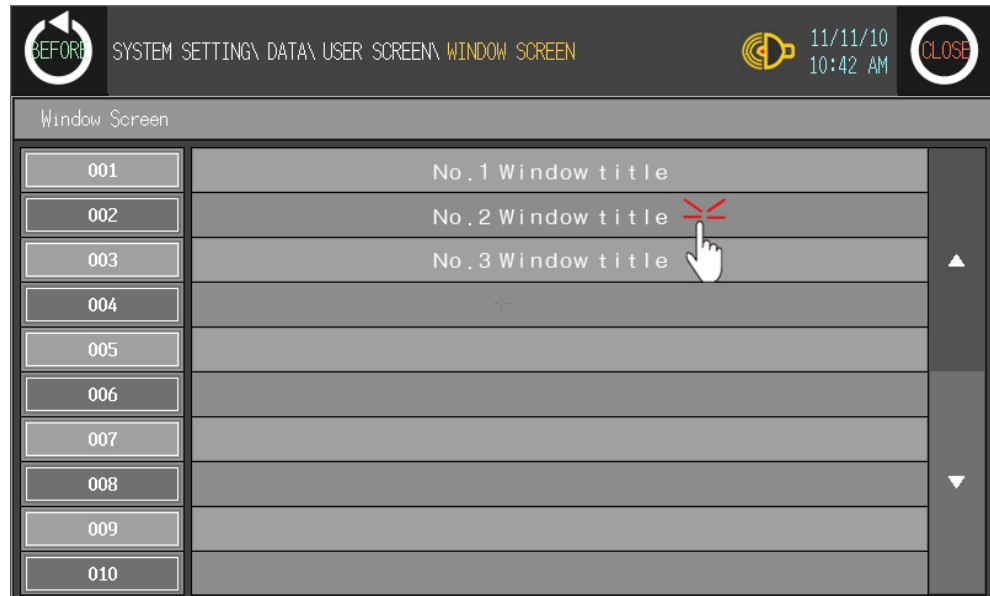 BEFORE SYSTEM SETTING\ DATA\ USER SCREEN\ WINDOW SCREEN 11/11/10 CLOSE
10:42 AM
Window Screen
001 No.1 Window title
002 No.2 Window title
003 No.3 Window title
004
005
006
007
008
009
010